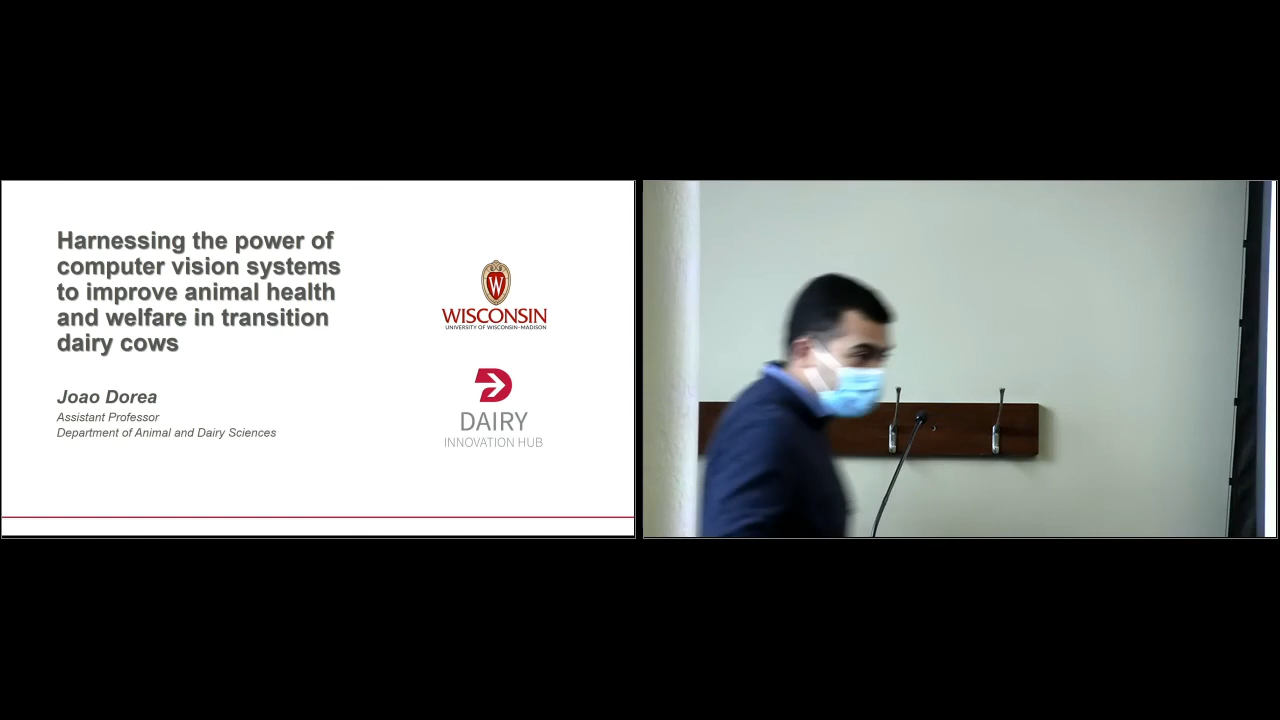 Harnessing the power of
computer vision systems
to improve animal health
and welfare in transition
dairy cows
Joao Dorea
Assistant Professor
Department of Animal and Dairy Sciences
W
WISCONSIN
UNIVERSITY OF WISCONSIN-MADISON
DAIRY
INNOVATION HUB